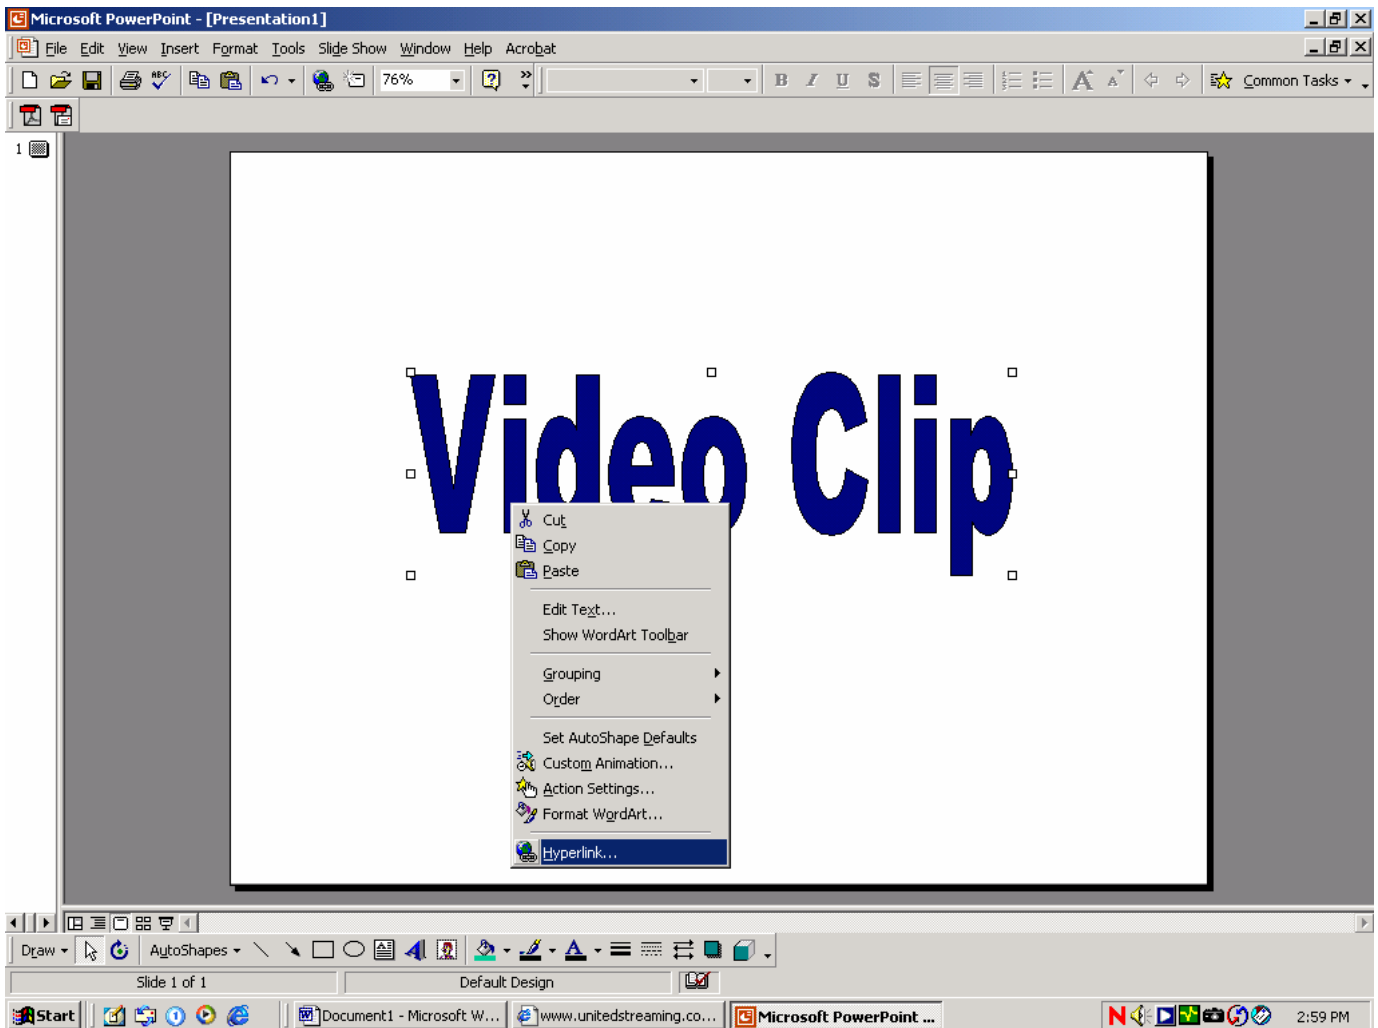 Microsoft PowerPoint - [Presentation1]
File Edit View Insert Format Tools Slide Show Window Help Acrobat
ABC 76% ? » B I U S A A Common Tasks
1
Video Clip
Cut
Copy
Paste
Edit Text...
Show WordArt Toolbar
Grouping
Order
Set AutoShape Defaults
Custom Animation...
Action Settings...
Format WordArt...
Hyperlink...
Draw AutoShapes A A
Slide 1 of 1 Default Design
Start Document1 - Microsoft W... www.unitedstreaming.co... Microsoft PowerPoint ... N 2:59 PM